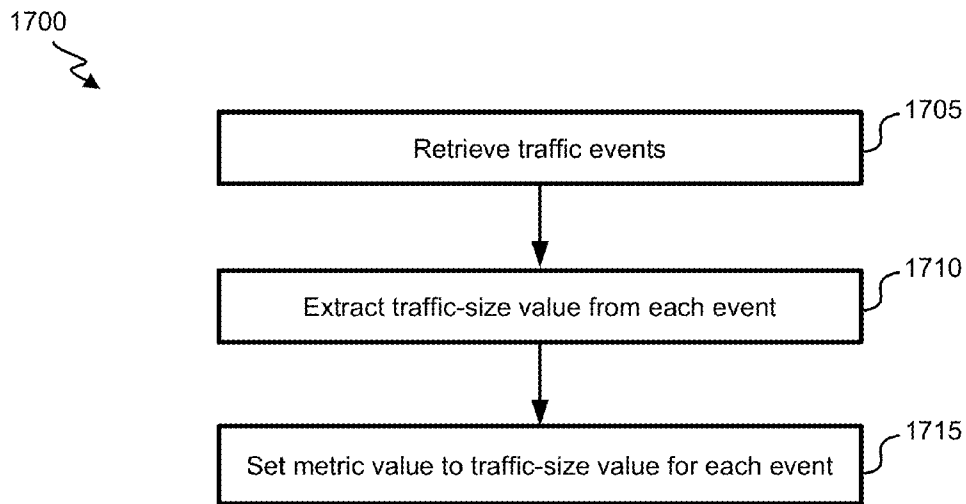 1700
1705
Retrieve traffic events
1710
Extract traffic-size value from each event
1715
Set metric value to traffic-size value for each event